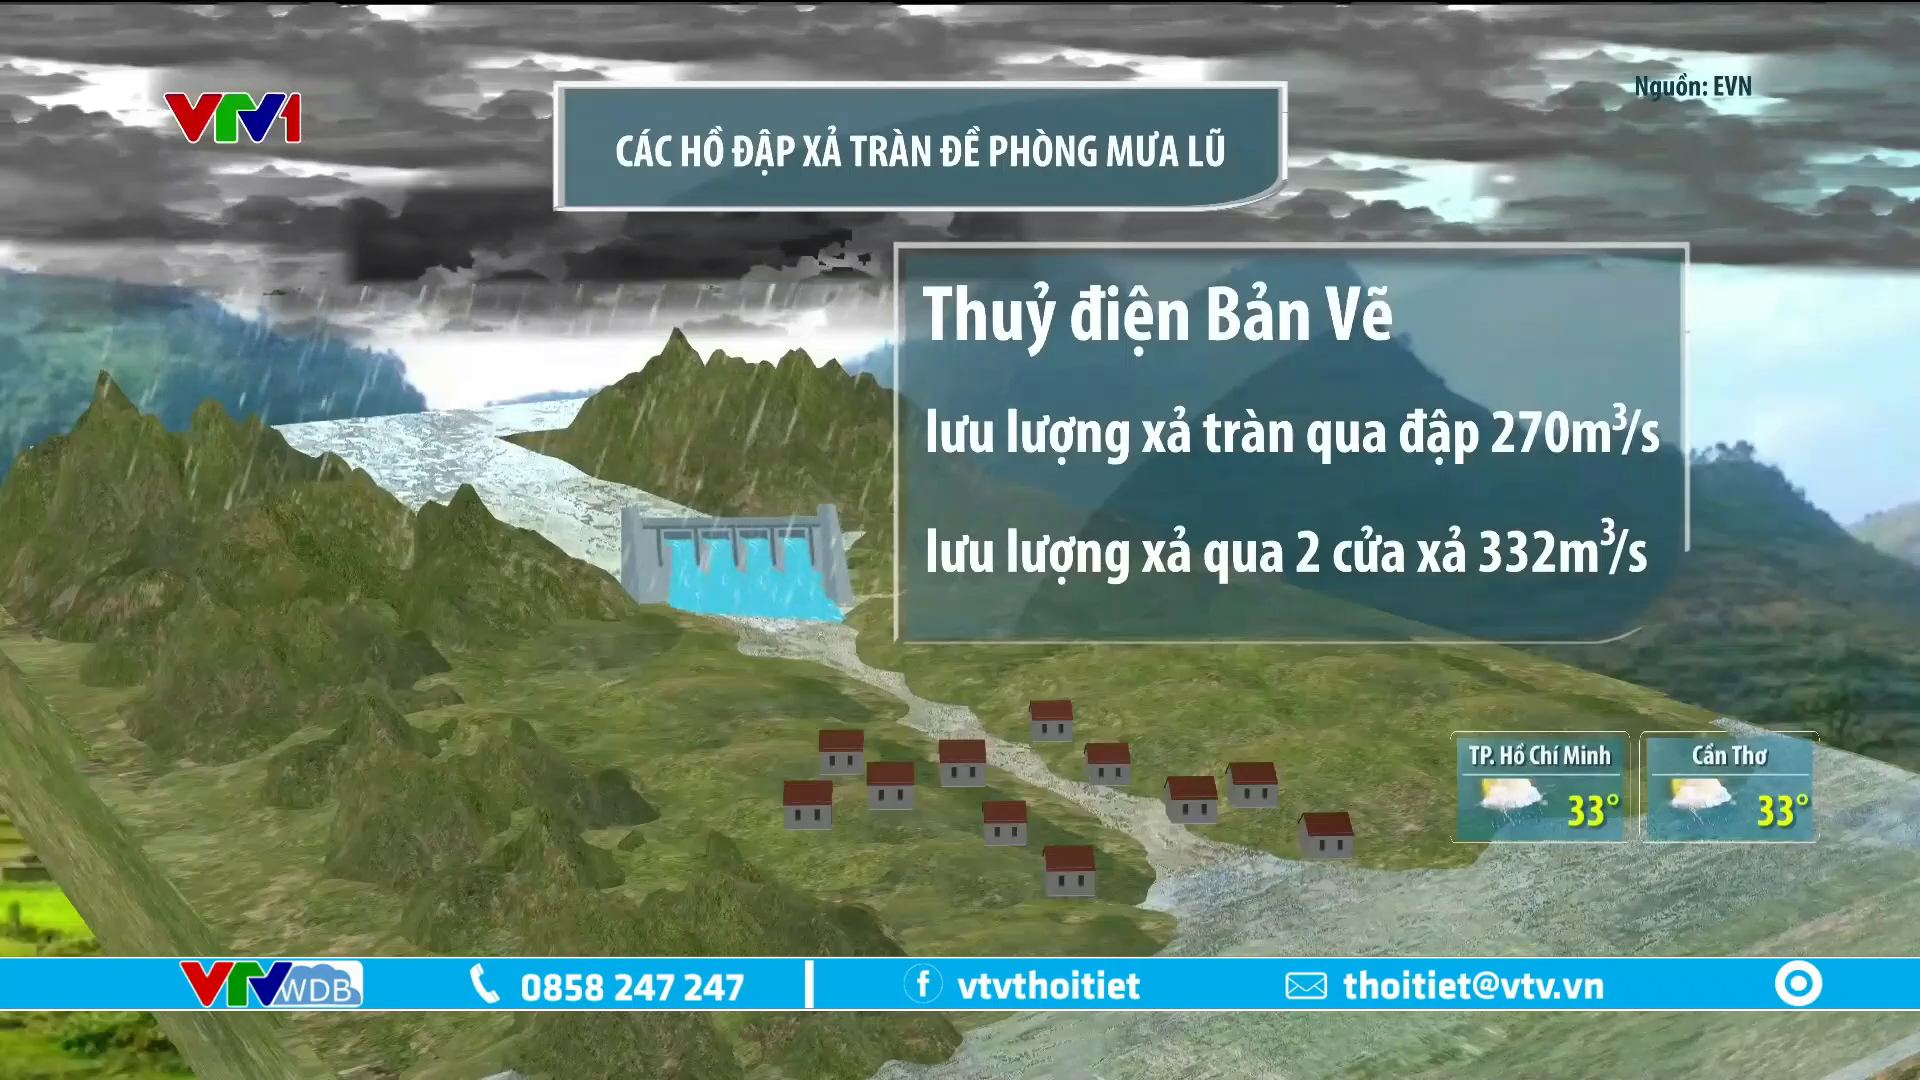 VTV1
Nguồn: EVN
CÁC HỒ ĐẬP XẢ TRÀN ĐỀ PHÒNG MƯA LŨ
Thuỷ điện Bản Vẽ
lưu lượng xả tràn qua đập 270m³/s
lưu lượng xả qua 2 cửa xả 332m³/s
TP. Hồ Chí Minh
33°
Cần Thơ
33°
VTV WDB
0858 247 247
vtvthoitiet
thoitiet@vtv.vn